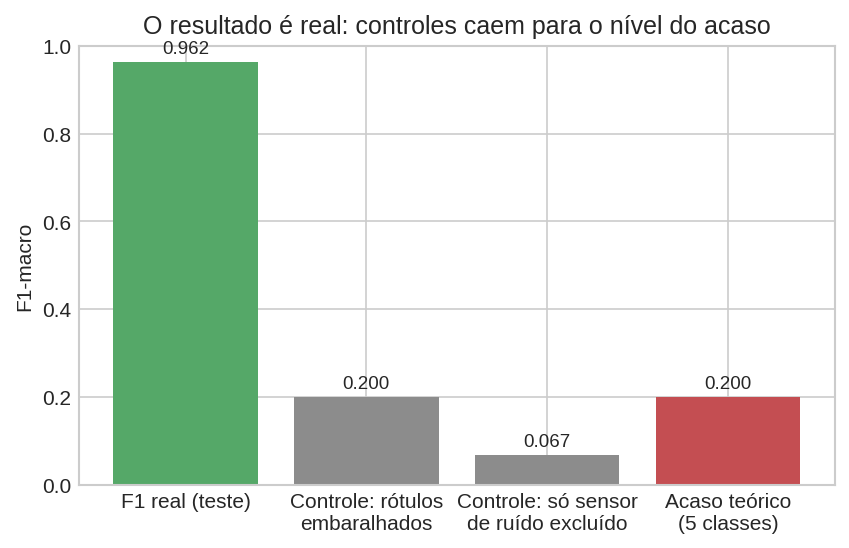 O resultado é real: controles caem para o nível do acaso
0.962
1.0
0.8
0.6
0.4
0.2
0.0
F1-macro
0.200
0.067
0.200
F1 real (teste)
Controle: rótulos
embaralhados
Controle: só sensor
de ruído excluído
Acaso teórico
(5 classes)